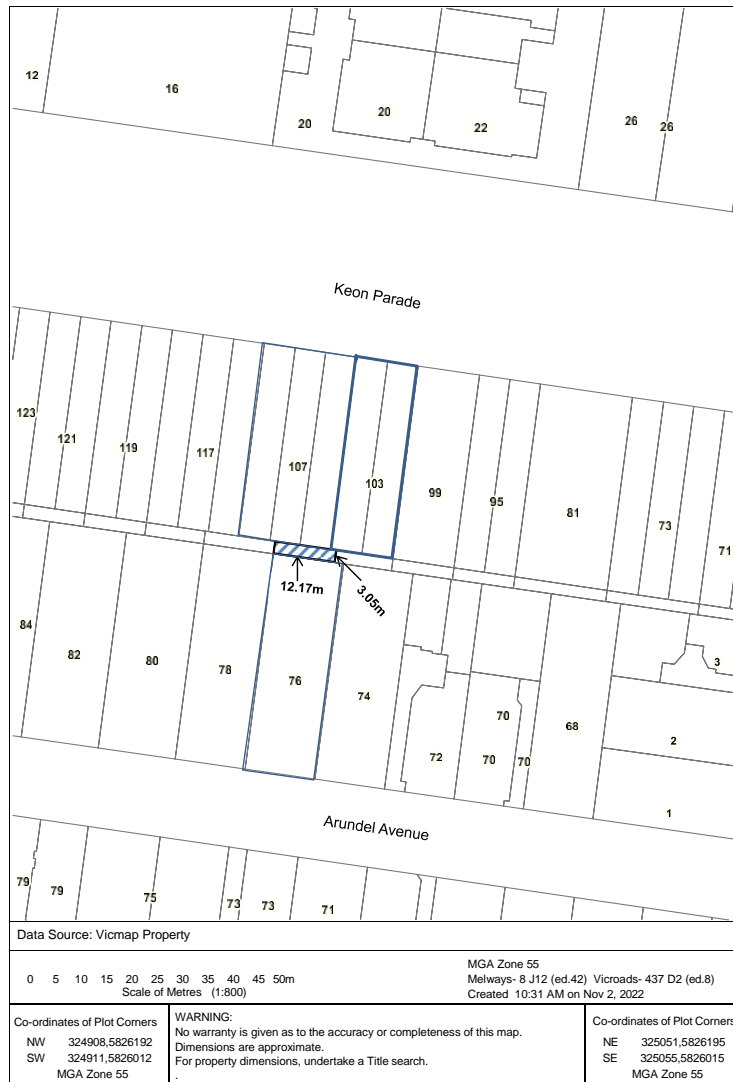 12
16
20
20
22
26
26
Keon Parade
123
121
119
117
107
103
99
95
81
73
71
12.17m
3.05m
84
82
80
78
76
74
72
70
70
70
68
3
2
1
Arundel Avenue
79
79
75
73
73
71
Data Source: Vicmap Property
0 5 10 15 20 25 30 35 40 45 50m
Scale of Metres (1:800)
MGA Zone 55
Melways- 8 J12 (ed.42) Vicroads- 437 D2 (ed.8)
Created 10:31 AM on Nov 2, 2022
Co-ordinates of Plot Corners
NW 324908,5826192
SW 324911,5826012
MGA Zone 55
WARNING:
No warranty is given as to the accuracy or completeness of this map.
Dimensions are approximate.
For property dimensions, undertake a Title search.
.
Co-ordinates of Plot Corners
NE 325051,5826195
SE 325055,5826015
MGA Zone 55